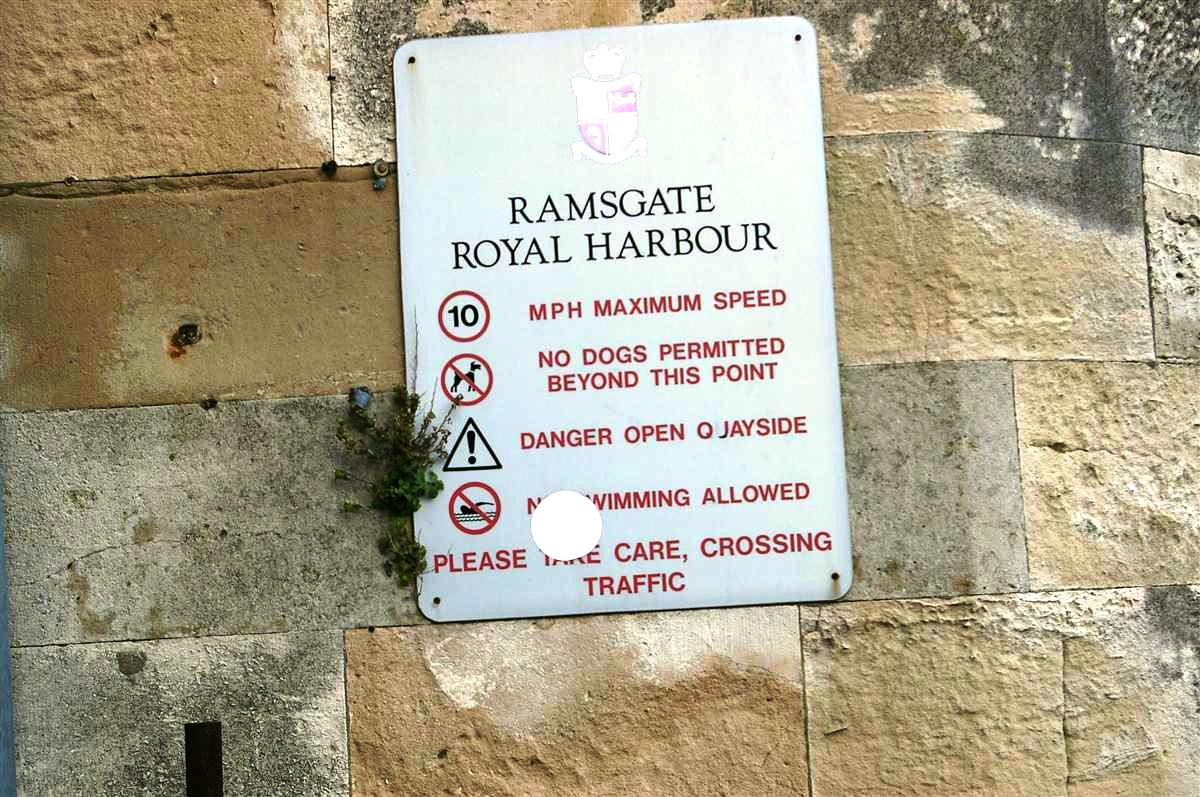 RAMSGATE
ROYAL HARBOUR
10 MPH MAXIMUM SPEED
NO DOGS PERMITTED
BEYOND THIS POINT
DANGER OPEN QUAYSIDE
ALLOWED
PLEASE CARE, CROSSING
TRAFFIC